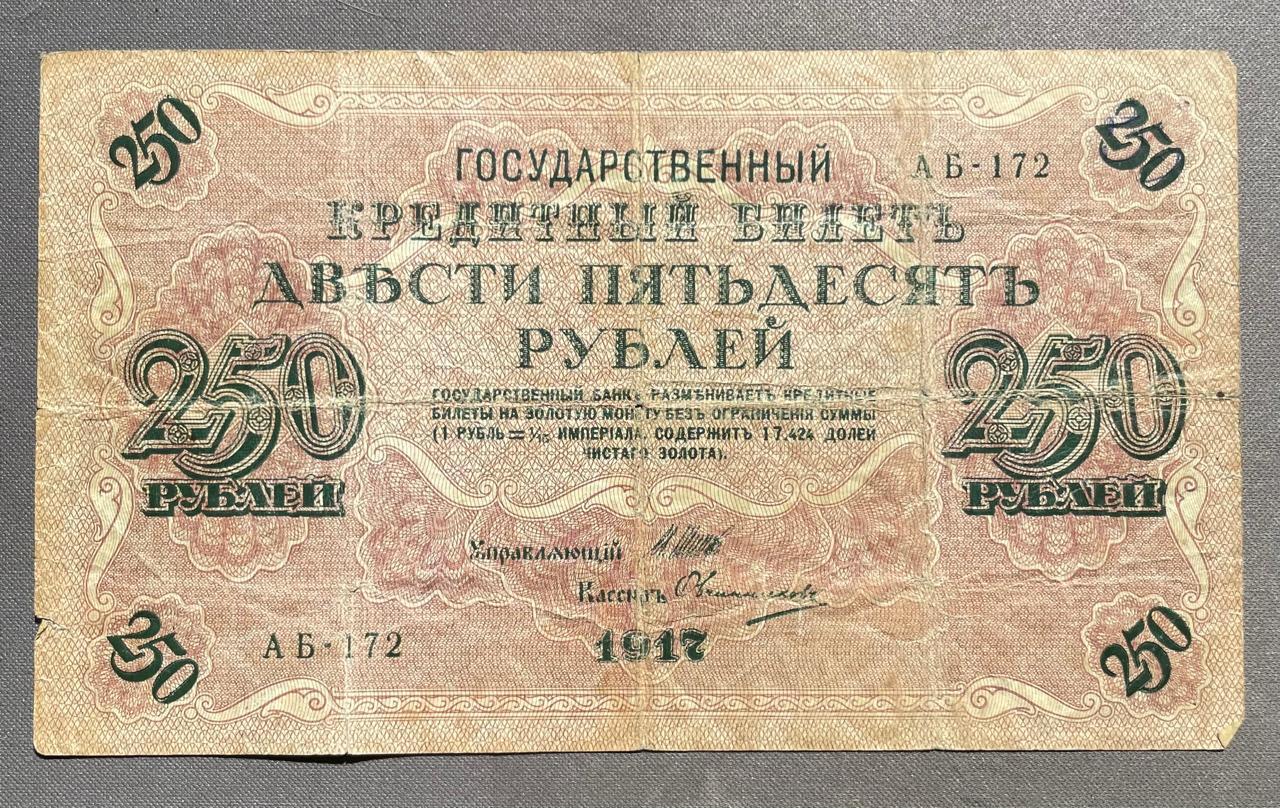 250
250
ГОСУДАРСТВЕННЫЙ
АБ-172
КРЕДИТНЫЙ БИЛЕТЪ
ДВѢСТИ ПЯТЬДЕСЯТЪ
РУБЛЕЙ
250
РУБЛЕЙ
250
РУБЛЕЙ
ГОСУДАРСТВЕННЫЙ БАНКЪ РАЗМѢНИВАЕТЪ КРЕДИТНЫЕ
БИЛЕТЫ НА ЗОЛОТУЮ МОНЕТУ БЕЗЪ ОГРАНИЧЕНІЯ СУММЫ
(1 РУБЛЬ = 1/15 ИМПЕРІАЛА, СОДЕРЖИТЪ 17,424 ДОЛЕЙ
ЧИСТАГО ЗОЛОТА).
Управляющій
Кассиръ
АБ-172
1917
250
250